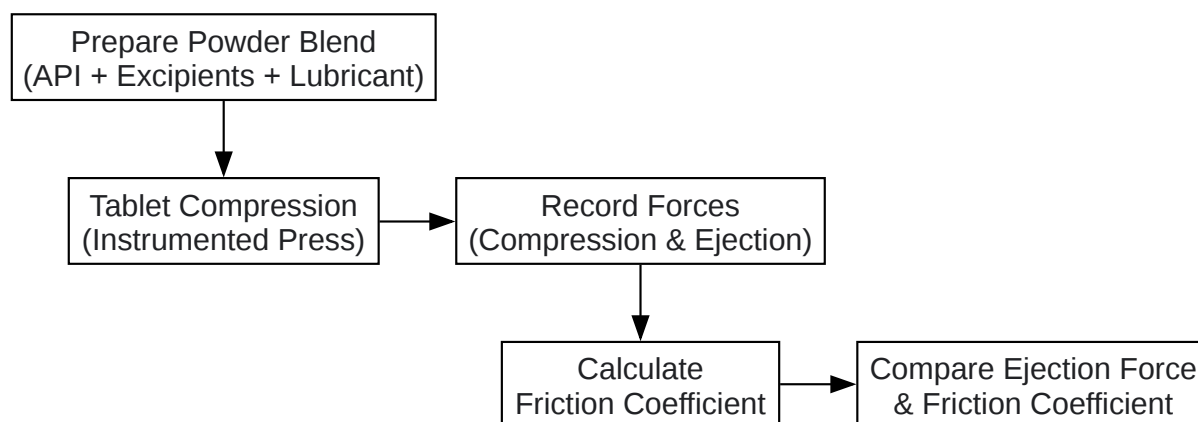 Prepare Powder Blend
(API + Excipients + Lubricant)
Tablet Compression
(Instrumented Press)
Record Forces
(Compression & Ejection)
Calculate
Friction Coefficient
Compare Ejection Force
& Friction Coefficient